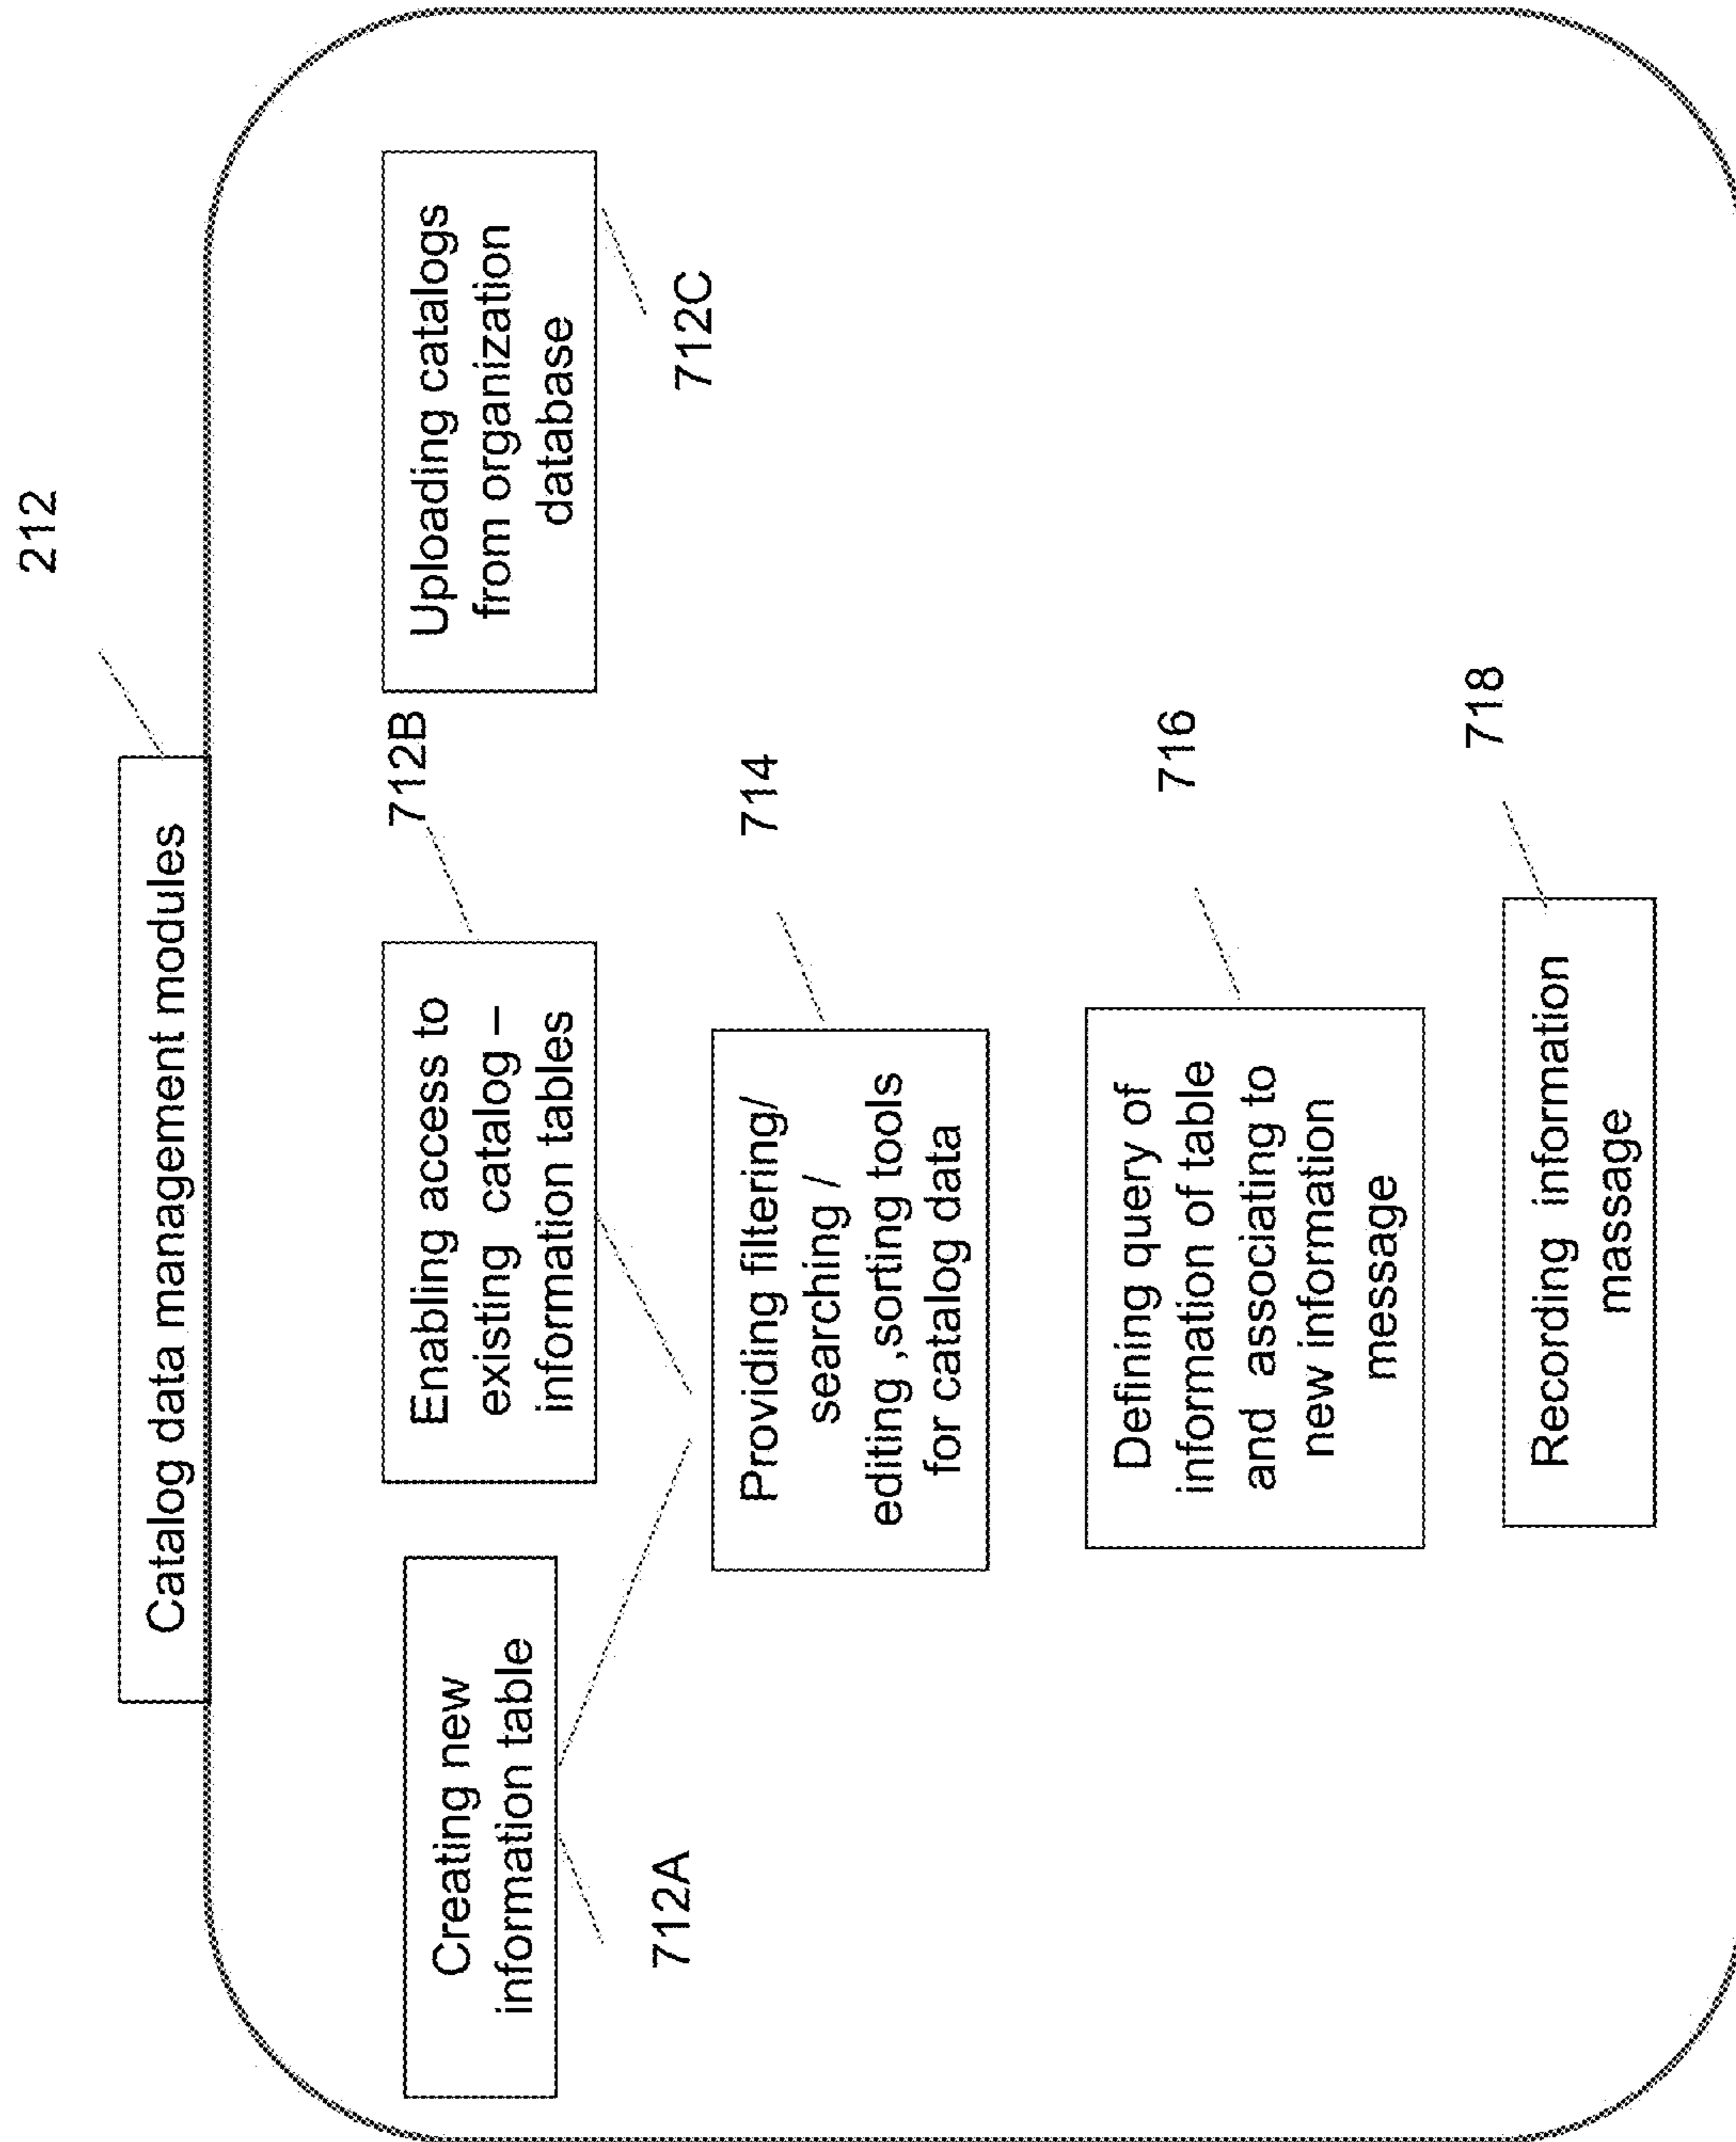 212
Catalog data management modules
Creating new
information table
712A
Enabling access to
existing catalog –
information tables
712B
Uploading catalogs
from organization
database
712C
Providing filtering/
searching /
editing ,sorting tools
for catalog data
714
Defining query of
information of table
and associating to
new information
message
716
Recording information
massage
718